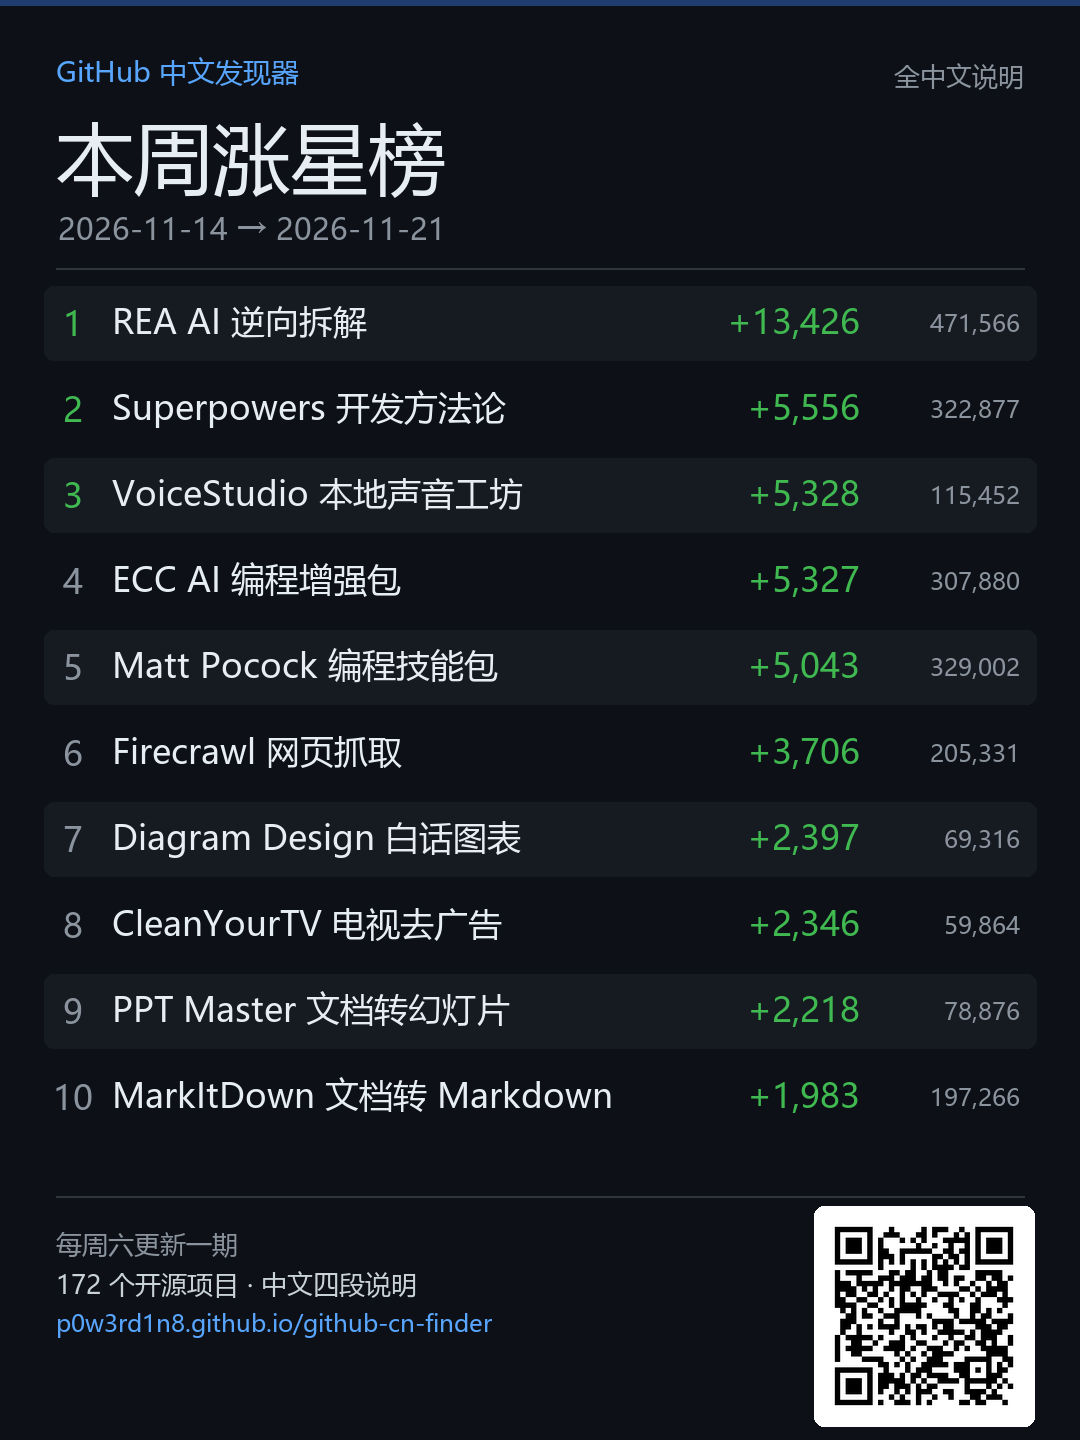 GitHub 中文发现器
全中文说明
本周涨星榜
2026-11-14 → 2026-11-21
1 REA AI 逆向拆解 +13,426 471,566
2 Superpowers 开发方法论 +5,556 322,877
3 VoiceStudio 本地声音工坊 +5,328 115,452
4 ECC AI 编程增强包 +5,327 307,880
5 Matt Pocock 编程技能包 +5,043 329,002
6 Firecrawl 网页抓取 +3,706 205,331
7 Diagram Design 白话图表 +2,397 69,316
8 CleanYourTV 电视去广告 +2,346 59,864
9 PPT Master 文档转幻灯片 +2,218 78,876
10 MarkItDown 文档转 Markdown +1,983 197,266
每周六更新一期
172 个开源项目 · 中文四段说明
p0w3rd1n8.github.io/github-cn-finder